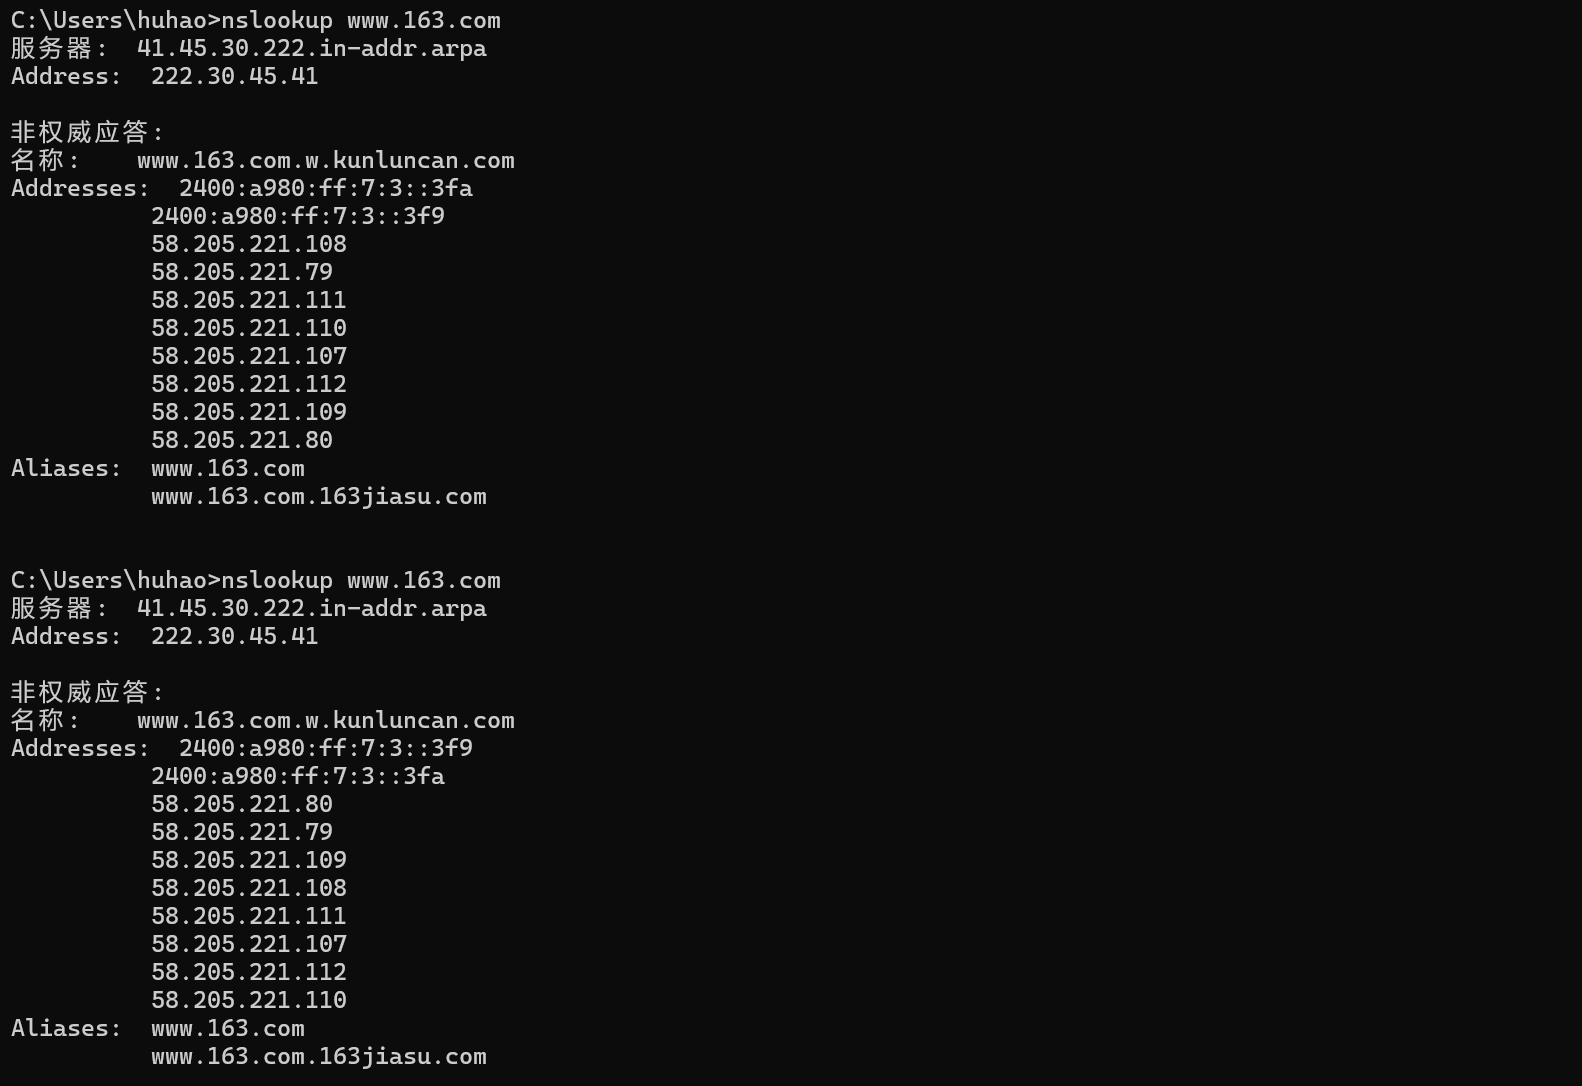 C:\Users\huhao>nslookup www.163.com
服务器:  41.45.30.222.in-addr.arpa
Address:  222.30.45.41

非权威应答:
名称:    www.163.com.w.kunluncan.com
Addresses:  2400:a980:ff:7:3::3fa
          2400:a980:ff:7:3::3f9
          58.205.221.108
          58.205.221.79
          58.205.221.111
          58.205.221.110
          58.205.221.107
          58.205.221.112
          58.205.221.109
          58.205.221.80
Aliases:  www.163.com
          www.163.com.163jiasu.com

C:\Users\huhao>nslookup www.163.com
服务器:  41.45.30.222.in-addr.arpa
Address:  222.30.45.41

非权威应答:
名称:    www.163.com.w.kunluncan.com
Addresses:  2400:a980:ff:7:3::3f9
          2400:a980:ff:7:3::3fa
          58.205.221.80
          58.205.221.79
          58.205.221.109
          58.205.221.108
          58.205.221.111
          58.205.221.107
          58.205.221.112
          58.205.221.110
Aliases:  www.163.com
          www.163.com.163jiasu.com